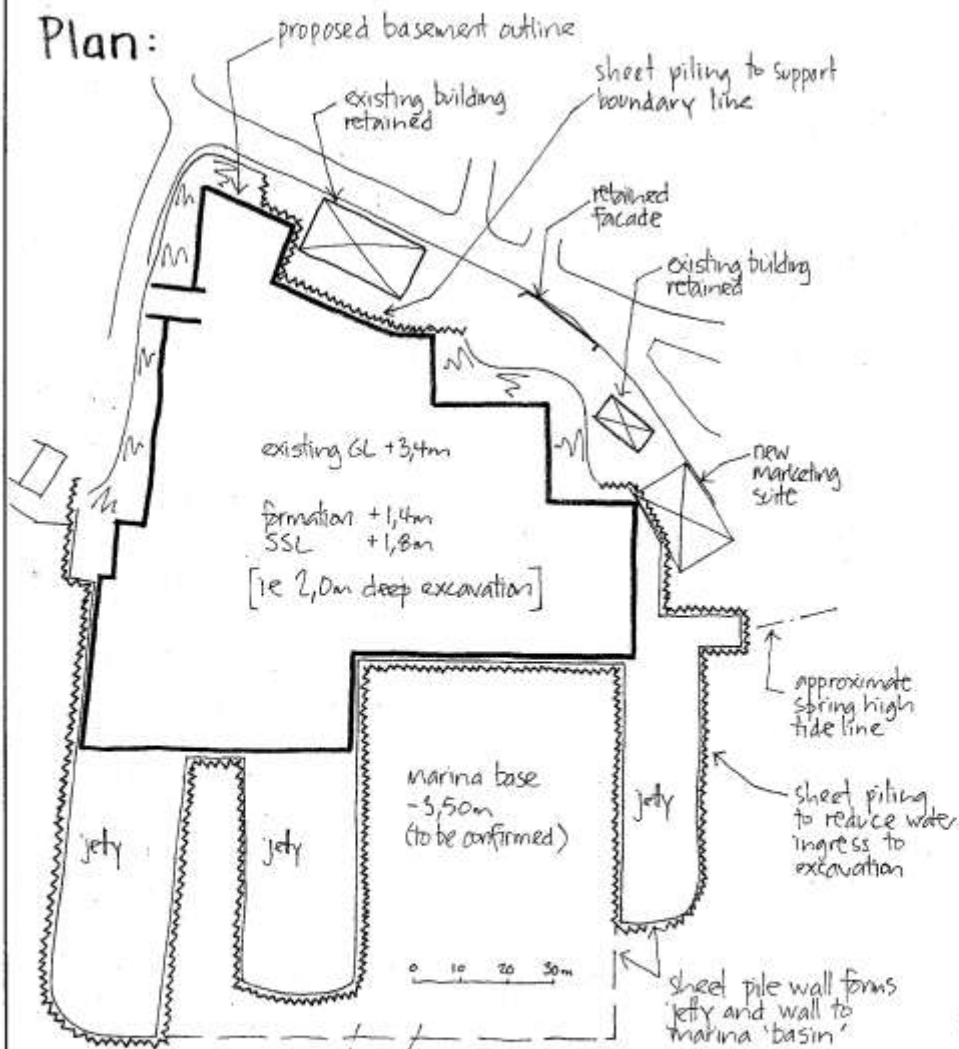 Plan:
proposed basement outline
existing building
retained
sheet piling to support
boundary line
retained
facade
existing building
retained
new
marketing
suite
existing GL +3,4m
formation +1,4m
SSL +1,8m
[ie 2,0m deep excavation]
approximate
spring high
tide line
marina base
-3,50m
(to be confirmed)
jetty
jetty
jetty
sheet piling
to reduce water
ingress to
excavation
0 10 20 30m
sheet pile wall forms
jetty and wall to
marina 'basin'